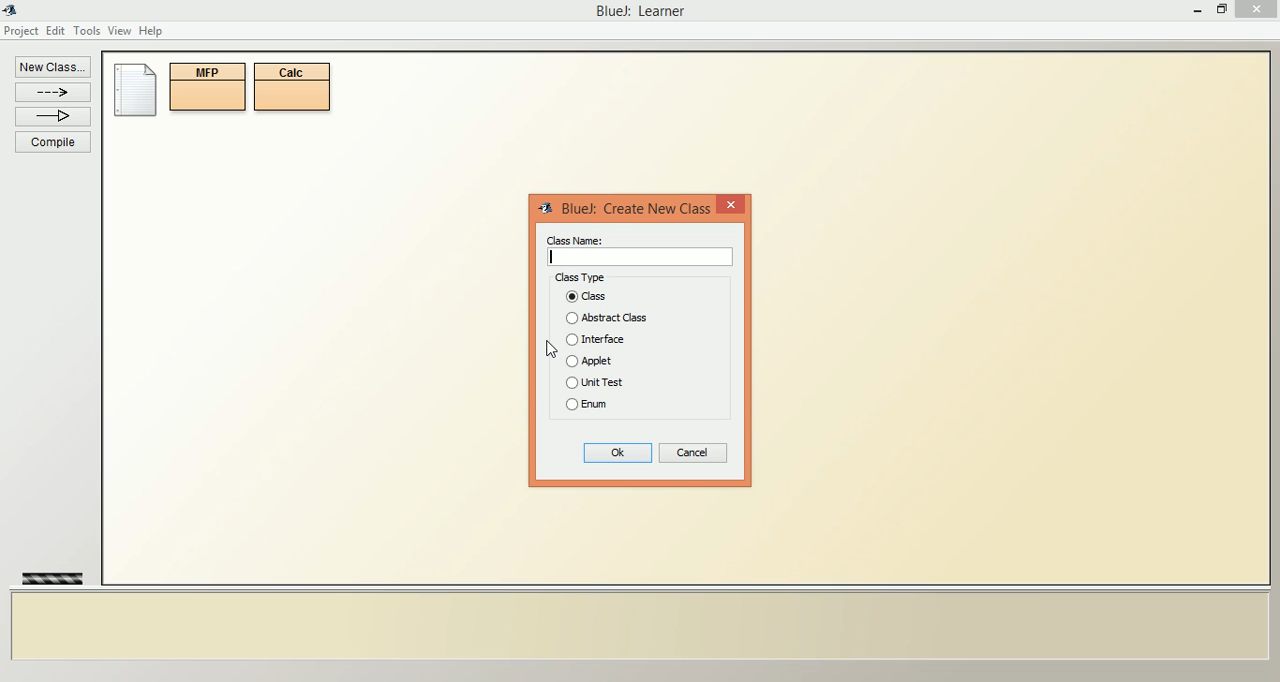 BlueJ: Learner
Project Edit Tools View Help
New Class...
Compile
MFP
Calc
BlueJ: Create New Class
Class Name:
Class Type
Class
Abstract Class
Interface
Applet
Unit Test
Enum
Ok Cancel